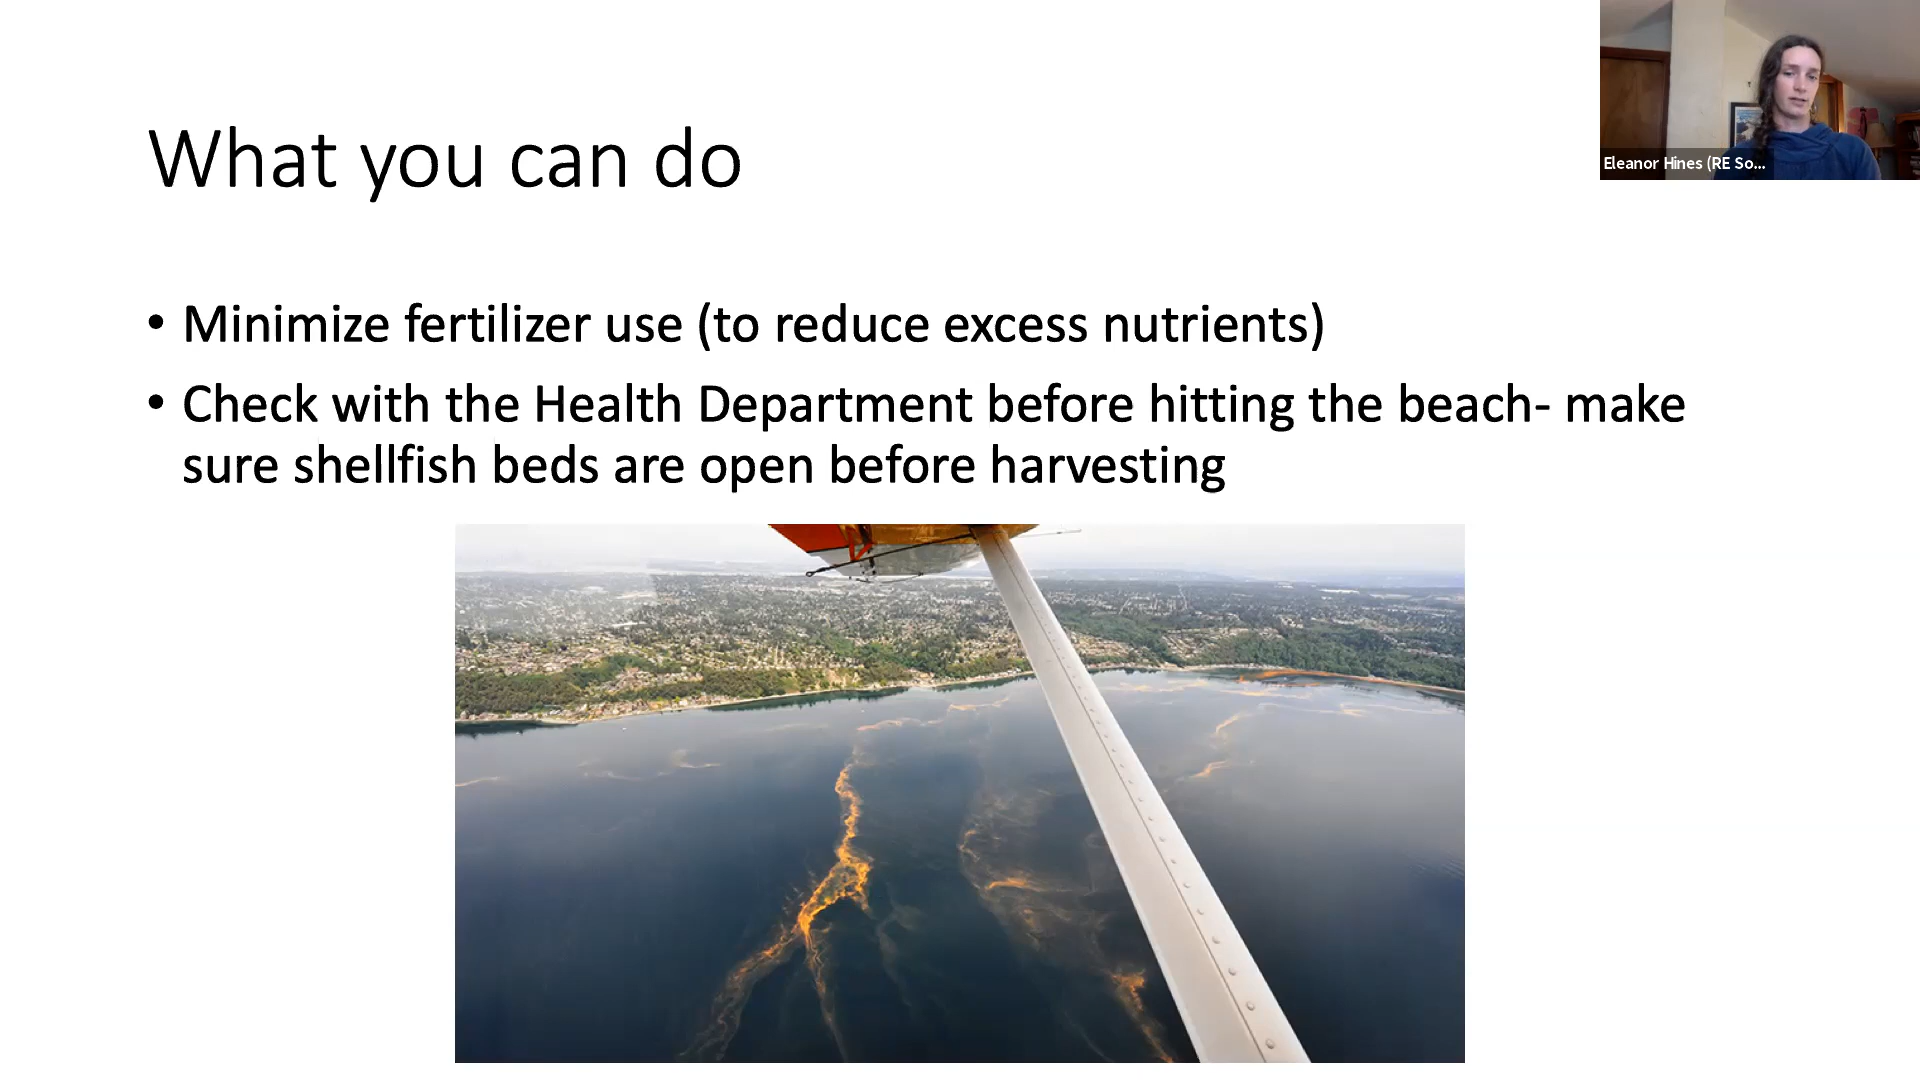 What you can do
• Minimize fertilizer use (to reduce excess nutrients)
• Check with the Health Department before hitting the beach- make
sure shellfish beds are open before harvesting
Eleanor Hines (RE So...